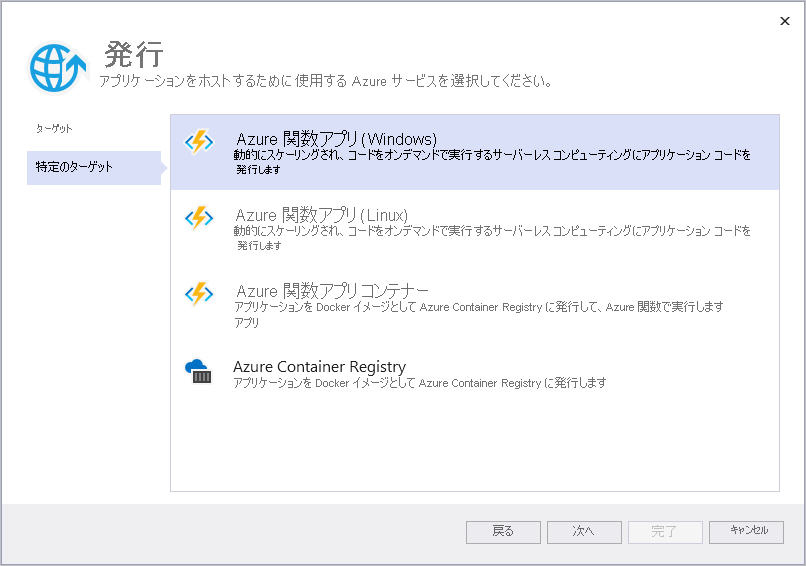 発行
アプリケーションをホストするために使用する Azure サービスを選択してください。
ターゲット
特定のターゲット
Azure 関数アプリ (Windows)
動的にスケーリングされ、コードをオンデマンドで実行するサーバーレス コンピューティングにアプリケーション コードを
発行します
Azure 関数アプリ (Linux)
動的にスケーリングされ、コードをオンデマンドで実行するサーバーレス コンピューティングにアプリケーション コードを
発行します
Azure 関数アプリ コンテナー
アプリケーションを Docker イメージとして Azure Container Registry に発行して、Azure 関数で実行します
アプリ
Azure Container Registry
アプリケーションを Docker イメージとして Azure Container Registry に発行します
戻る
次へ
完了
キャンセル